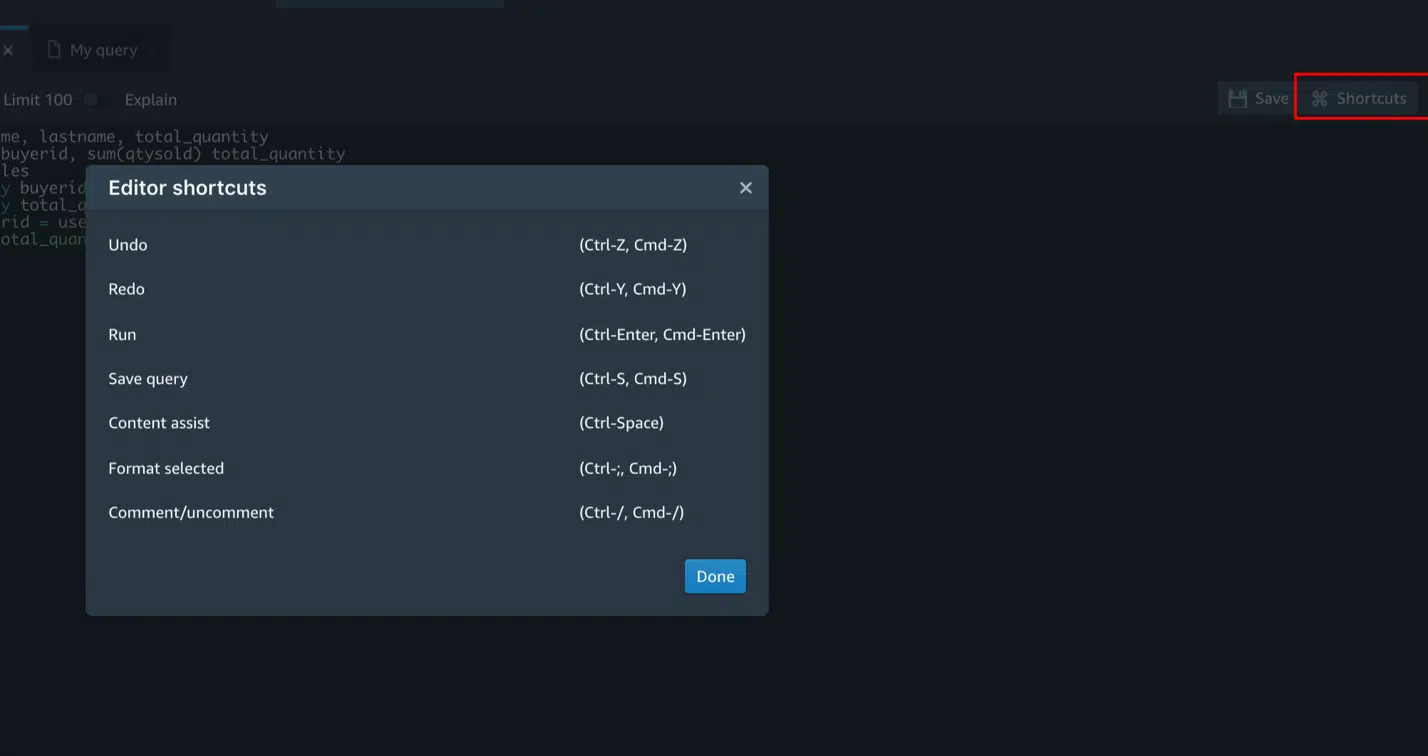 My query
Limit 100 Explain Save Shortcuts
me, lastname, total_quantity
buyerid, sum(qtysold) total_quantity
les
y buyerid
y total_q
rid = use
otal_quan
Editor shortcuts
Undo (Ctrl-Z, Cmd-Z)
Redo (Ctrl-Y, Cmd-Y)
Run (Ctrl-Enter, Cmd-Enter)
Save query (Ctrl-S, Cmd-S)
Content assist (Ctrl-Space)
Format selected (Ctrl-;, Cmd-;)
Comment/uncomment (Ctrl-/, Cmd-/)
Done